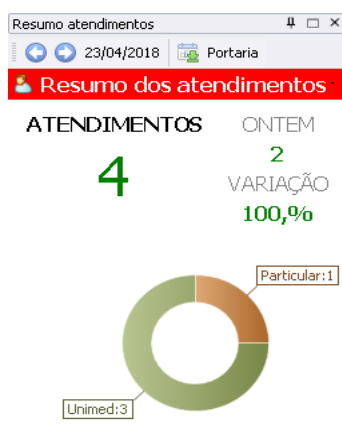 Resumo atendimentos
23/04/2018 Portaria
Resumo dos atendimentos
ATENDIMENTOS ONTEM
4 2
VARIAÇÃO
100,%
Particular:1
Unimed:3